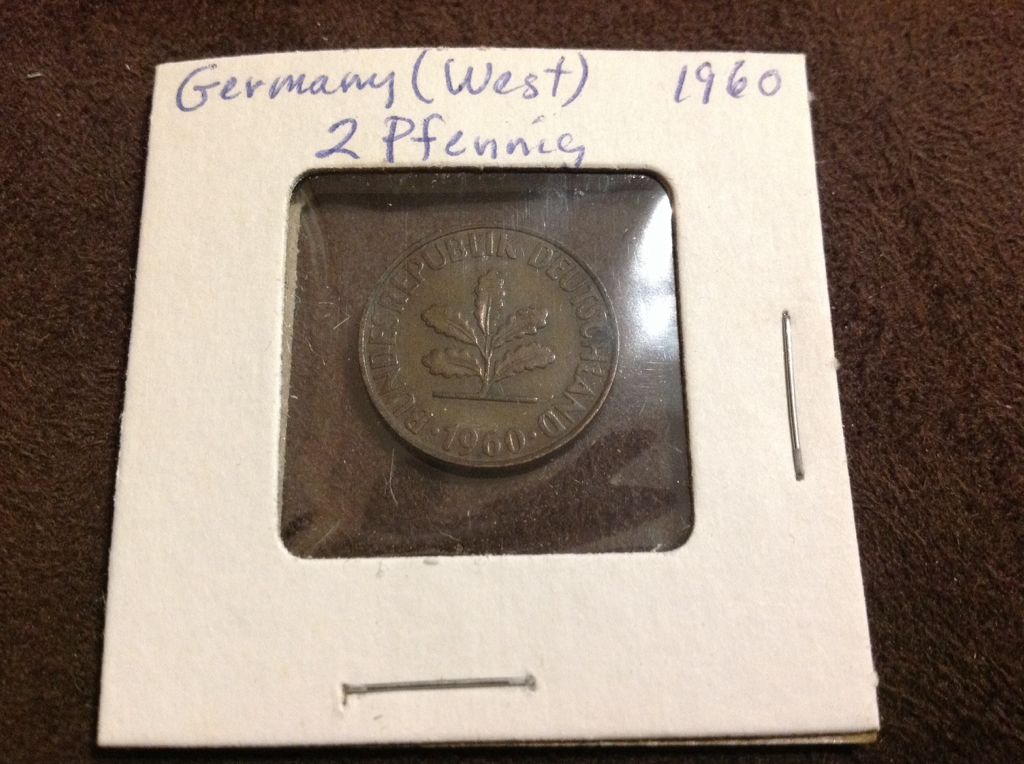 Germany (West) 1960
2 Pfennig
BUNDESREPUBLIK DEUTSCHLAND
· 1960 ·